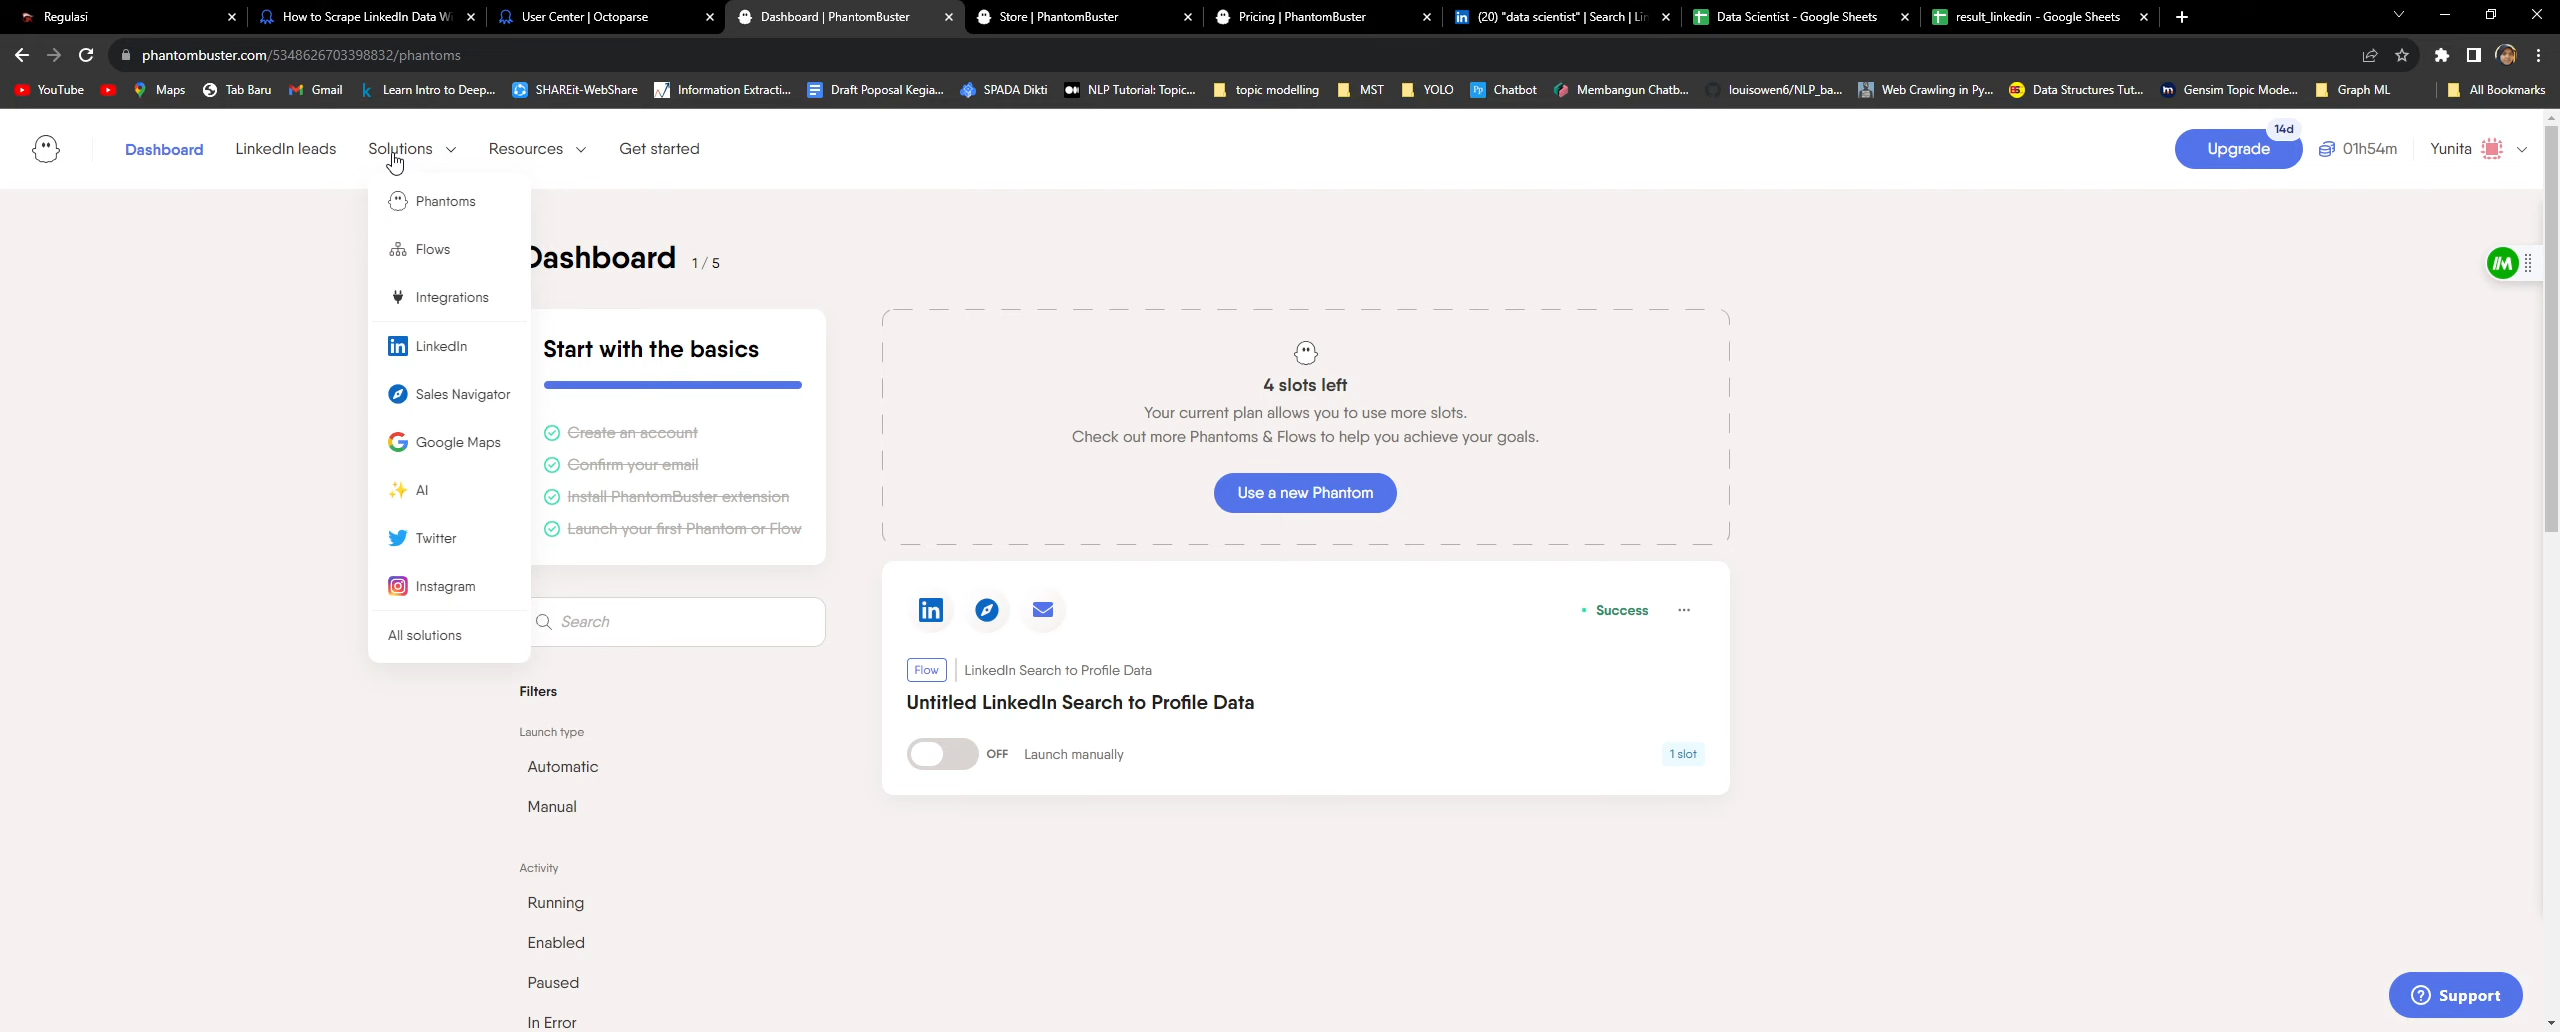 Regulasi
How to Scrape LinkedIn Data Wi
User Center | Octoparse
Dashboard | PhantomBuster
Store | PhantomBuster
Pricing | PhantomBuster
(20) "data scientist" | Search | Lin
Data Scientist - Google Sheets
result_linkedin - Google Sheets
phantombuster.com/5348626703398832/phantoms
YouTube
Maps
Tab Baru
Gmail
Learn Intro to Deep...
SHAREit-WebShare
Information Extracti...
Draft Poposal Kegia...
SPADA Dikti
NLP Tutorial: Topic...
topic modelling
MST
YOLO
Chatbot
Membangun Chatb...
louisowen6/NLP_ba...
Web Crawling in Py...
Data Structures Tut...
Gensim Topic Mode...
Graph ML
All Bookmarks
Dashboard
LinkedIn leads
Solutions
Resources
Get started
14d
Upgrade
01h54m
Yunita
Phantoms
Flows
Integrations
LinkedIn
Sales Navigator
Google Maps
AI
Twitter
Instagram
All solutions
Dashboard 1 / 5
Start with the basics
Create an account
Confirm your email
Install PhantomBuster extension
Launch your first Phantom or Flow
Search
Filters
Launch type
Automatic
Manual
Activity
Running
Enabled
Paused
In Error
4 slots left
Your current plan allows you to use more slots.
Check out more Phantoms & Flows to help you achieve your goals.
Use a new Phantom
Success
Flow
LinkedIn Search to Profile Data
Untitled LinkedIn Search to Profile Data
OFF
Launch manually
1 slot
Support